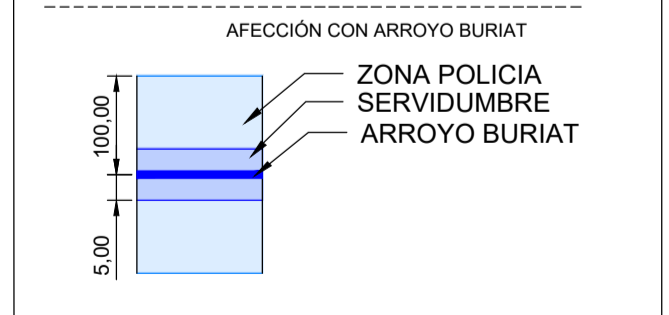 AFECCIÓN CON ARROYO BURIAT
ZONA POLICIA
SERVIDUMBRE
ARROYO BURIAT
100,00
5,00